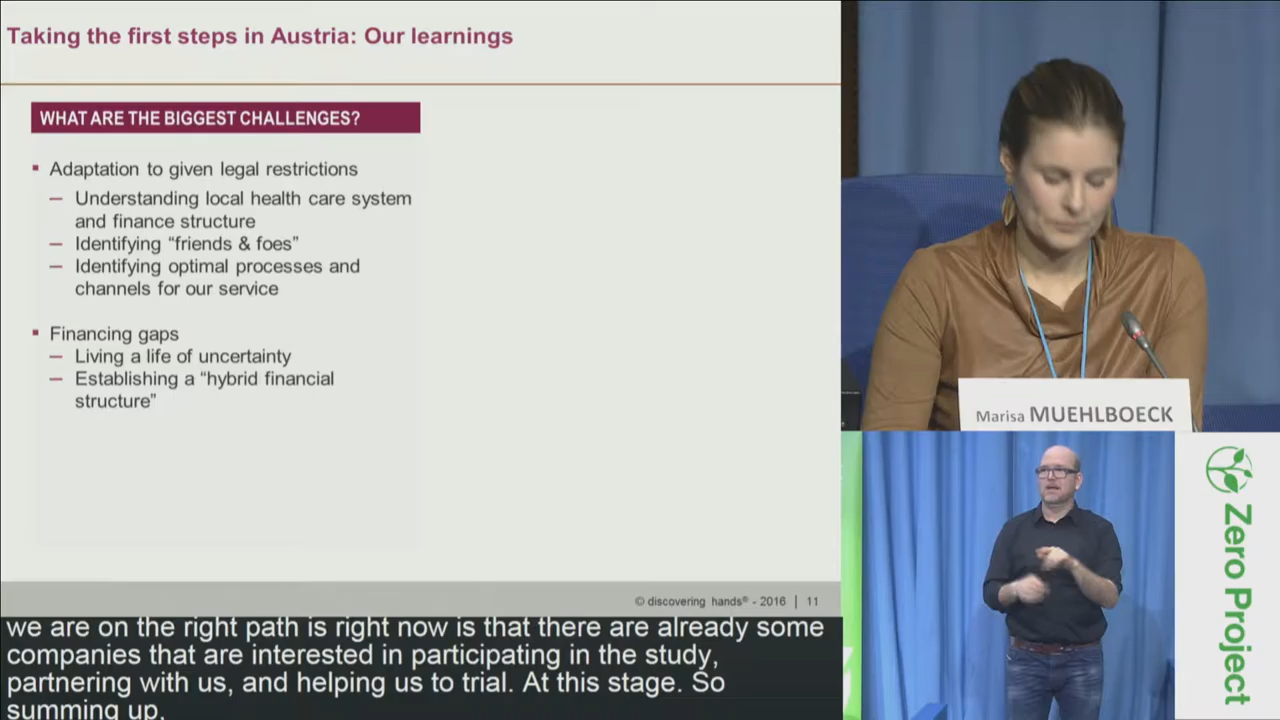 Taking the first steps in Austria: Our learnings
WHAT ARE THE BIGGEST CHALLENGES?
▪ Adaptation to given legal restrictions
– Understanding local health care system
and finance structure
– Identifying “friends & foes”
– Identifying optimal processes and
channels for our service
▪ Financing gaps
– Living a life of uncertainty
– Establishing a “hybrid financial
structure”
© discovering hands® - 2016 | 11
we are on the right path is right now is that there are already some
companies that are interested in participating in the study,
partnering with us, and helping us to trial. At this stage. So
summing up,
Marisa MUEHLBOECK
Zero Project